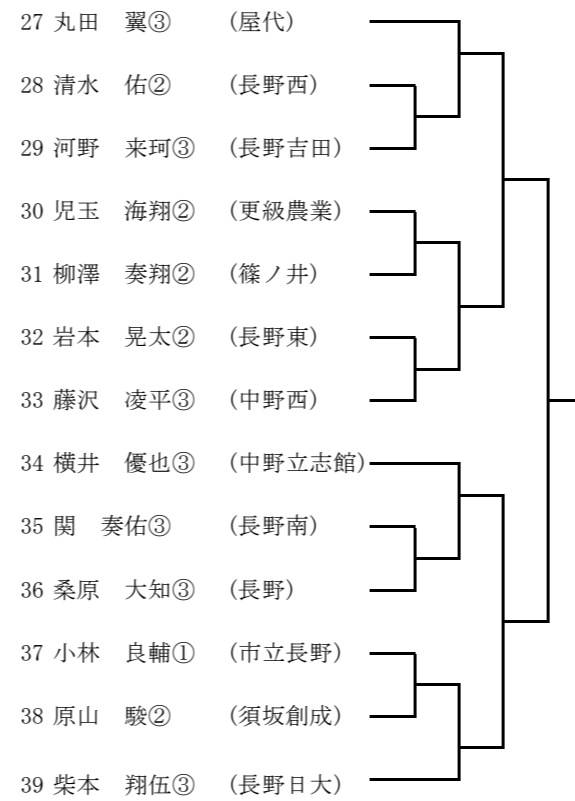 27 丸田　翼③　(屋代)
28 清水　佑②　(長野西)
29 河野　来珂③　(長野吉田)
30 児玉　海翔②　(更級農業)
31 柳澤　奏翔②　(篠ノ井)
32 岩本　晃太②　(長野東)
33 藤沢　凌平③　(中野西)
34 横井　優也③　(中野立志館)
35 関　奏佑③　(長野南)
36 桑原　大知③　(長野)
37 小林　良輔①　(市立長野)
38 原山　駿②　(須坂創成)
39 柴本　翔伍③　(長野日大)